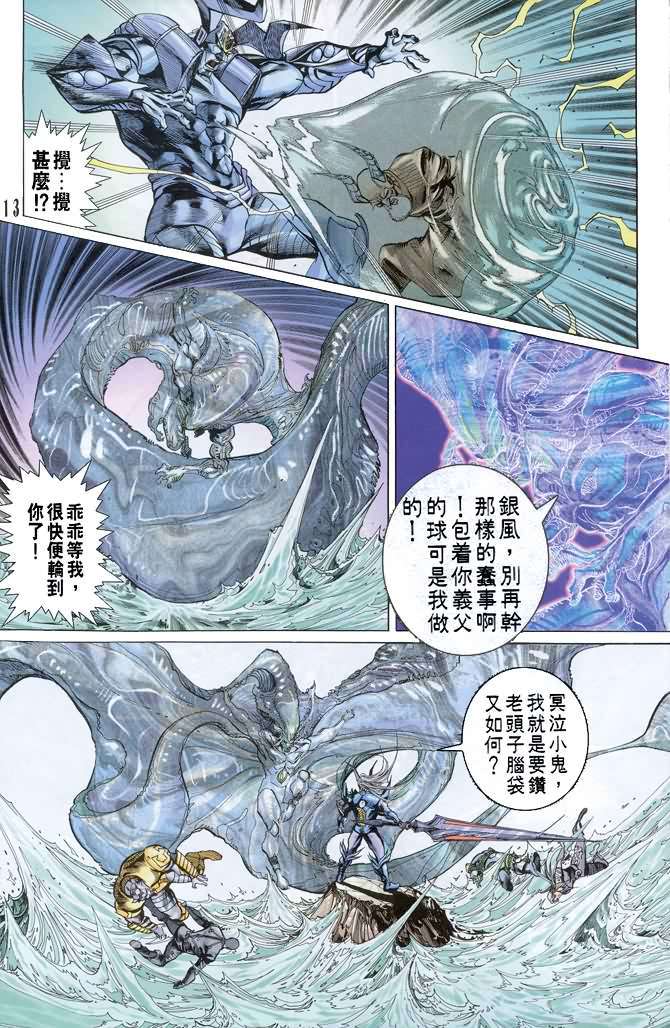 攪…攪
甚麼!?
13
銀風，別再幹
那樣的蠢事啊
！包着你義父
的球可是我做
的！
乖乖等我，
很快便輪到
你了！
冥泣小鬼，
我就是要鑽
老頭子腦袋
又如何？